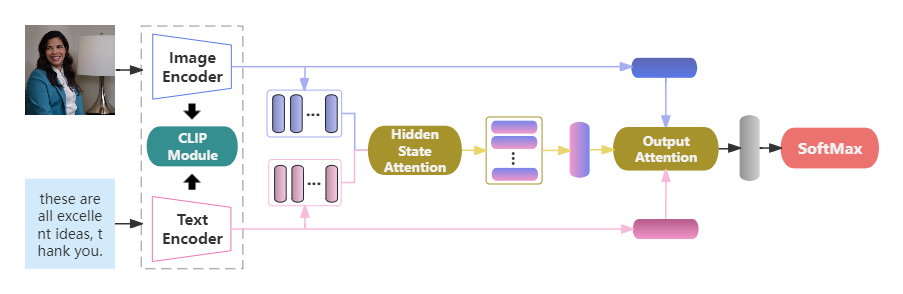 Image
Encoder
CLIP
Module
Text
Encoder
these are
all excelle
nt ideas, t
hank you.
...
...
Hidden
State
Attention
Output
Attention
SoftMax